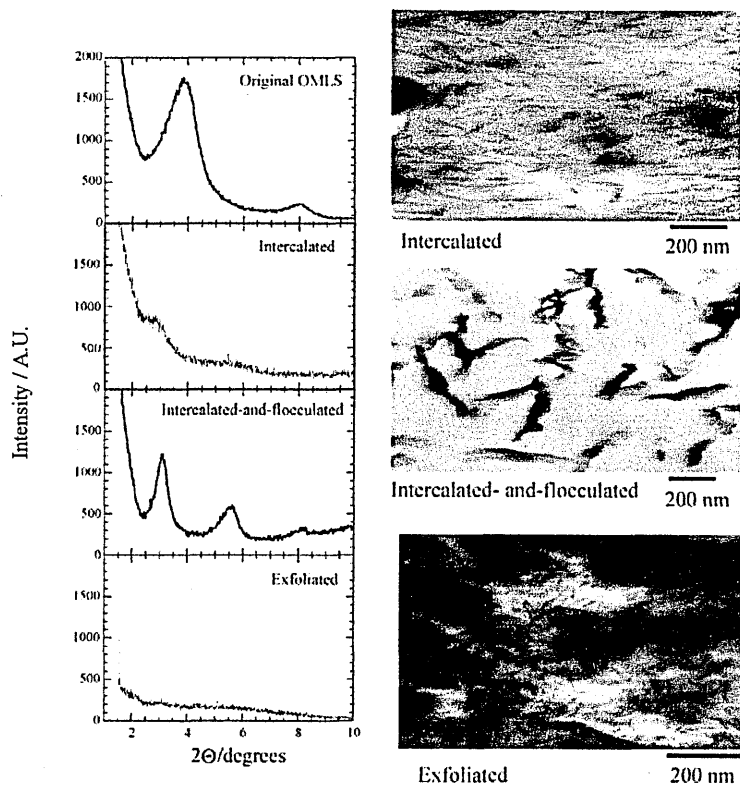 Intensity / A.U.
2000
Original OMLS
1500
1000
500
0
Intercalated
1500
1000
500
0
Intercalated-and-flocculated
1500
1000
500
0
Exfoliated
1500
1000
500
0
2 4 6 8 10
2Θ/degrees
Intercalated
200 nm
Intercalated- and-flocculated
200 nm
Exfoliated
200 nm